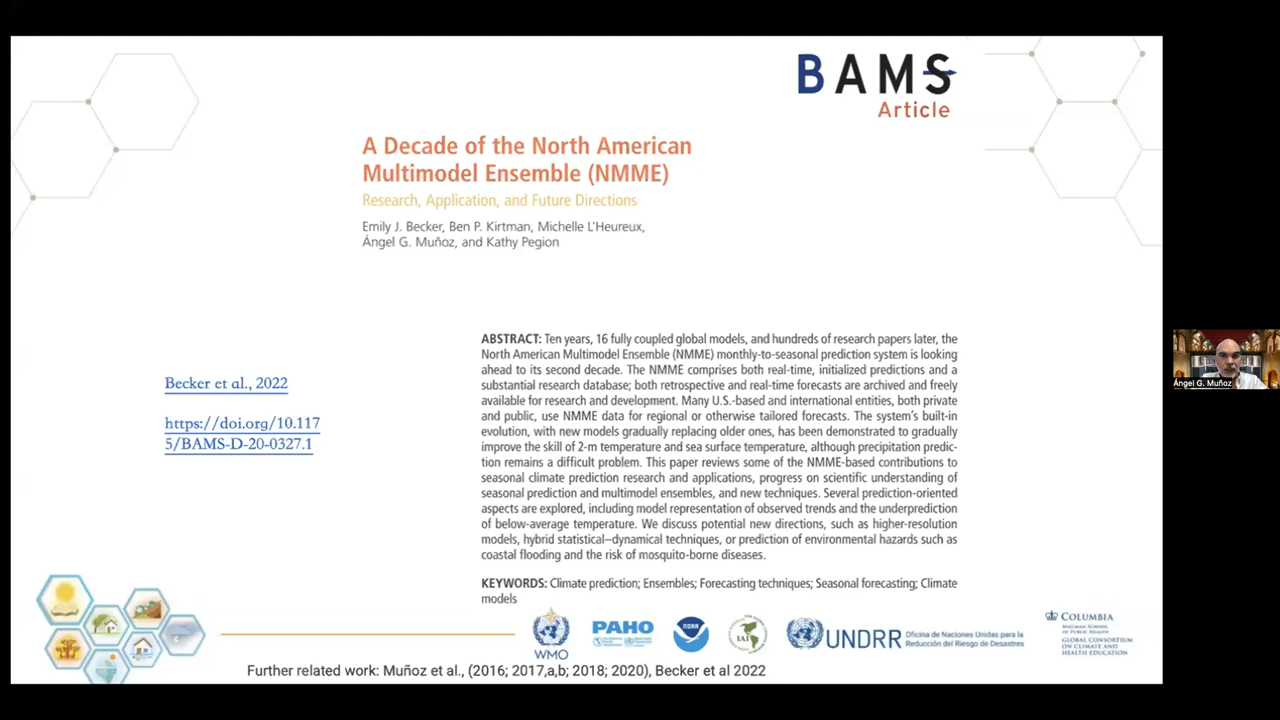 BAMS
Article
A Decade of the North American
Multimodel Ensemble (NMME)
Research, Application, and Future Directions
Emily J. Becker, Ben P. Kirtman, Michelle L'Heureux,
Ángel G. Muñoz, and Kathy Pegion
ABSTRACT: Ten years, 16 fully coupled global models, and hundreds of research papers later, the
North American Multimodel Ensemble (NMME) monthly-to-seasonal prediction system is looking
ahead to its second decade. The NMME comprises both real-time, initialized predictions and a
substantial research database; both retrospective and real-time forecasts are archived and freely
available for research and development. Many U.S.-based and international entities, both private
and public, use NMME data for regional or otherwise tailored forecasts. The system's built-in
evolution, with new models gradually replacing older ones, has been demonstrated to gradually
improve the skill of 2-m temperature and sea surface temperature, although precipitation predic-
tion remains a difficult problem. This paper reviews some of the NMME-based contributions to
seasonal climate prediction research and applications, progress on scientific understanding of
seasonal prediction and multimodel ensembles, and new techniques. Several prediction-oriented
aspects are explored, including model representation of observed trends and the underprediction
of below-average temperature. We discuss potential new directions, such as higher-resolution
models, hybrid statistical–dynamical techniques, or prediction of environmental hazards such as
coastal flooding and the risk of mosquito-borne diseases.
KEYWORDS: Climate prediction; Ensembles; Forecasting techniques; Seasonal forecasting; Climate
models
Becker et al., 2022
https://doi.org/10.117
5/BAMS-D-20-0327.1
Ángel G. Muñoz
WMO
PAHO
NOAA
IAI
UNDRR
Oficina de Naciones Unidas para la
Reducción del Riesgo de Desastres
COLUMBIA
MAILMAN SCHOOL
OF PUBLIC HEALTH
GLOBAL CONSORTIUM
ON CLIMATE AND
HEALTH EDUCATION
Further related work: Muñoz et al., (2016; 2017,a,b; 2018; 2020), Becker et al 2022